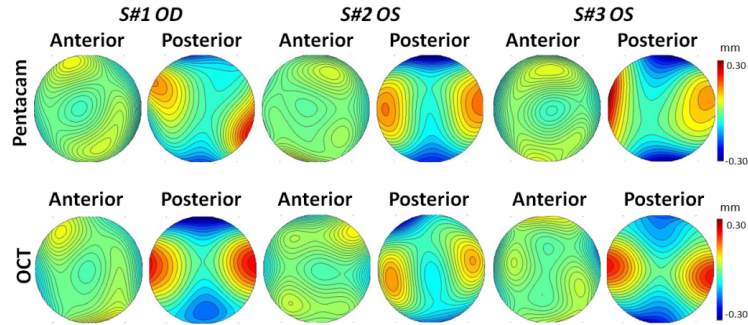 S#1 OD S#2 OS S#3 OS
Anterior Posterior Anterior Posterior Anterior Posterior
Pentacam
mm
0.30
-0.30
Anterior Posterior Anterior Posterior Anterior Posterior
OCT
mm
0.30
-0.30